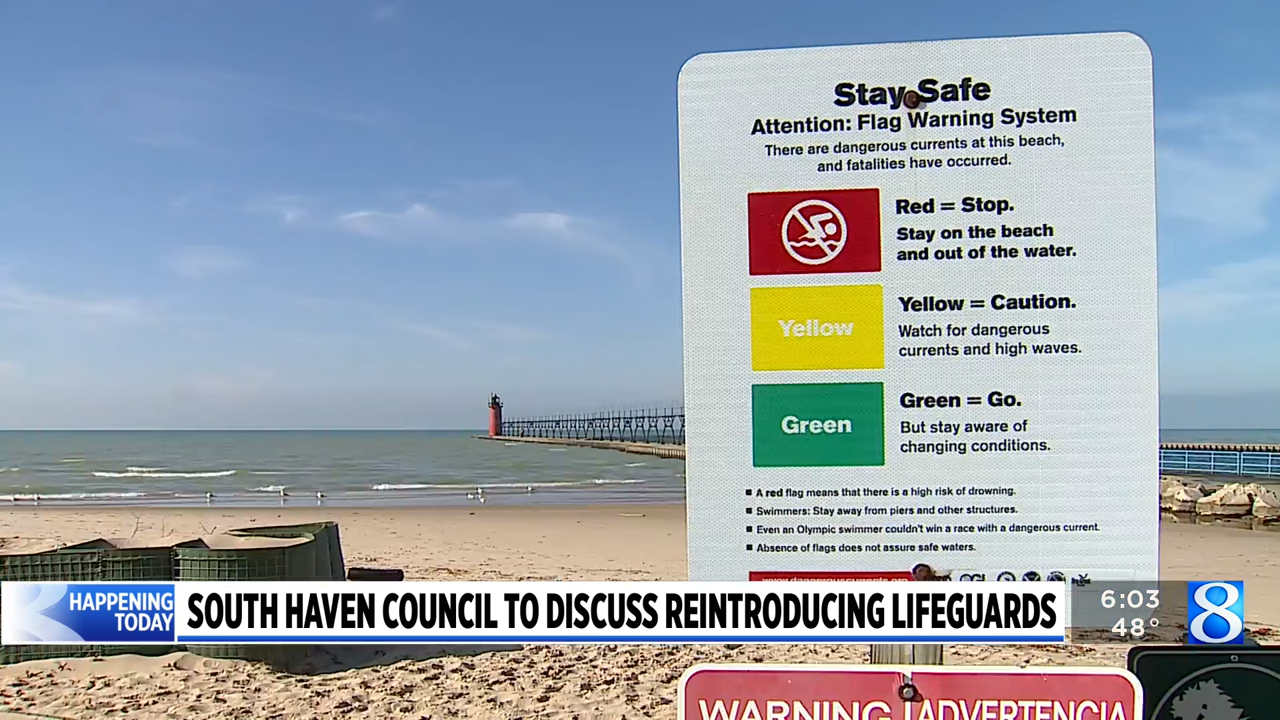 Stay Safe
Attention: Flag Warning System
There are dangerous currents at this beach,
and fatalities have occurred.
Red = Stop.
Stay on the beach
and out of the water.
Yellow
Yellow = Caution.
Watch for dangerous
currents and high waves.
Green
Green = Go.
But stay aware of
changing conditions.
■ A red flag means that there is a high risk of drowning.
■ Swimmers: Stay away from piers and other structures.
■ Even an Olympic swimmer couldn't win a race with a dangerous current.
■ Absence of flags does not assure safe waters.
www.dangerouscurrents.org
HAPPENING
TODAY
SOUTH HAVEN COUNCIL TO DISCUSS REINTRODUCING LIFEGUARDS
6:03
48°
8
WARNING ADVERTENCIA